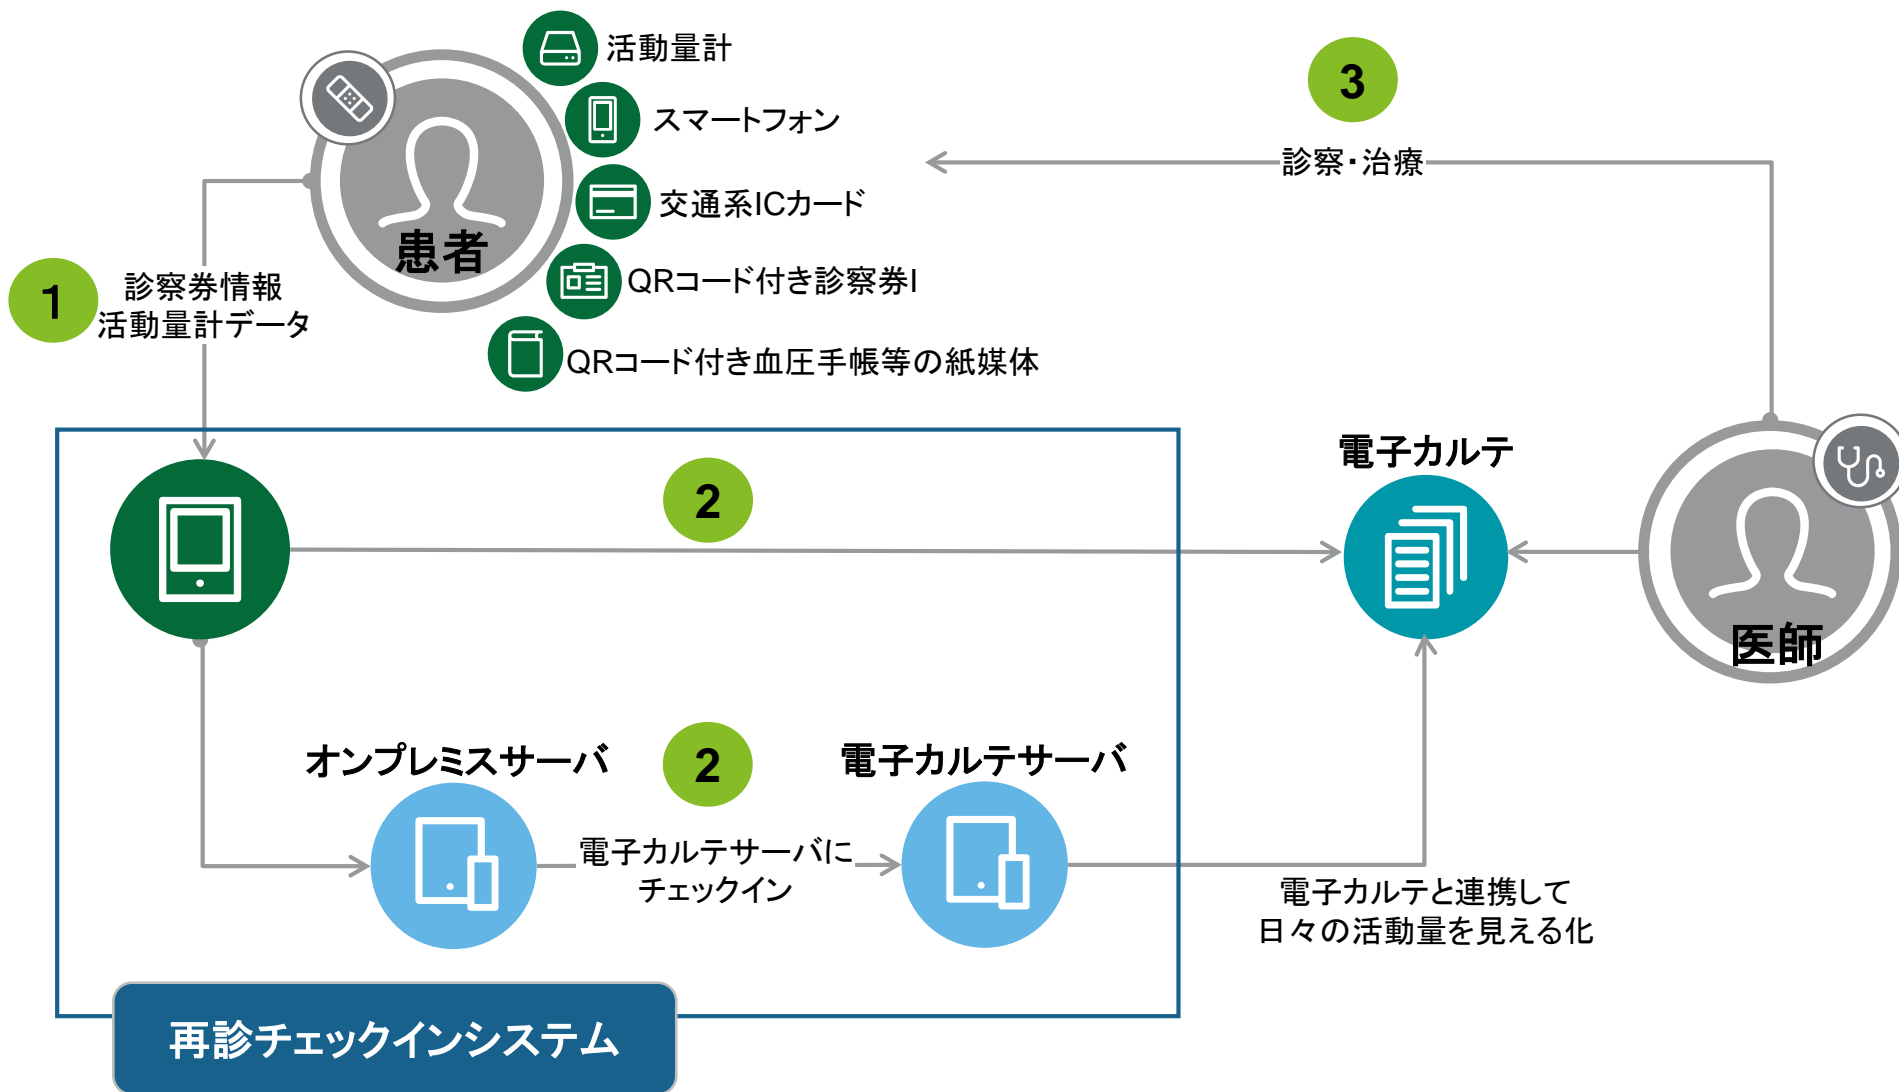 活動量計
スマートフォン
交通系ICカード
QRコード付き診察券I
QRコード付き血圧手帳等の紙媒体
患者
1
診察券情報
活動量計データ
3
診察・治療
2
電子カルテ
医師
オンプレミスサーバ
2
電子カルテサーバ
電子カルテサーバに
チェックイン
電子カルテと連携して
日々の活動量を見える化
再診チェックインシステム